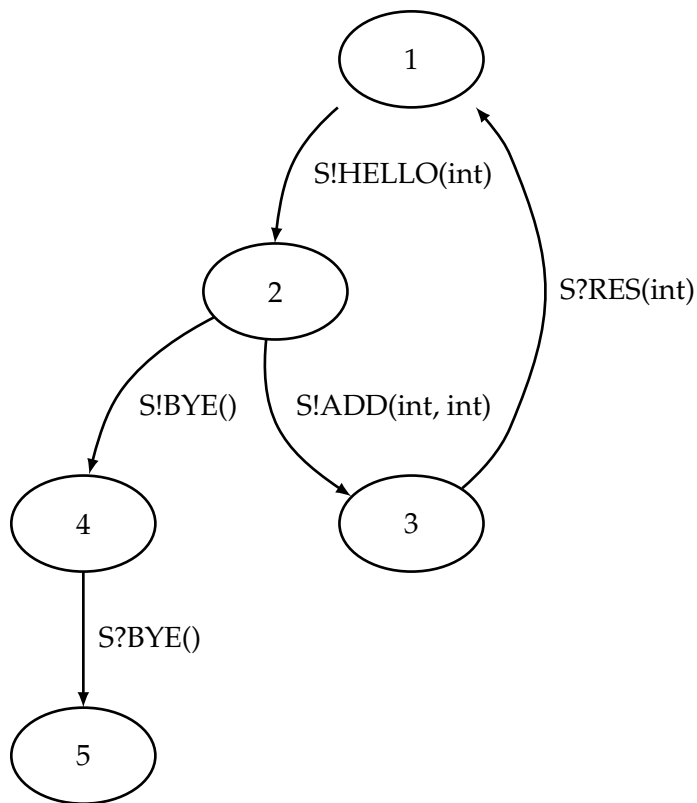 1
S!HELLO(int)
2
S?RES(int)
S!BYE()
S!ADD(int, int)
4
3
S?BYE()
5